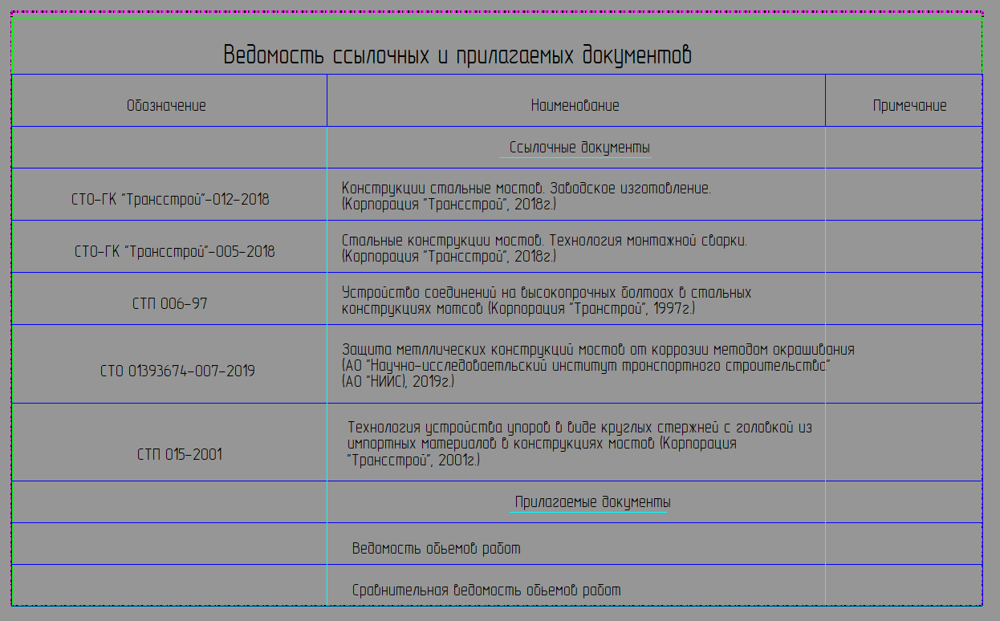 Ведомость ссылочных и прилагаемых документов
Обозначение Наименование Примечание
Ссылочные документы
СТО-ГК "Трансстрой"-012-2018
Конструкции стальные мостов. Заводское изготовление.
(Корпорация "Трансстрой", 2018г.)
СТО-ГК "Трансстрой"-005-2018
Стальные конструкции мостов. Технология монтажной сварки.
(Корпорация "Трансстрой", 2018г.)
СТП 006-97
Устройство соединений на высокопрочных болтоах в стальных
конструкциях мотсов (Корпорация "Транстрой", 1997г.)
СТО 01393674-007-2019
Защита метллических конструкций мостов от коррозии методом окрашивания
(АО "Научно-исследоваетльский институт тронспортного строительства"
(АО "НИИС), 2019г.)
СТП 015-2001
Технология устройства упоров в виде круглых стержней с головкой из
импортных материалов в конструкциях мостов (Корпорация
"Трансстрой", 2001г.)
Прилагаемые документы
Ведомость обьемов работ
Сравнительная ведомость обьемов работ